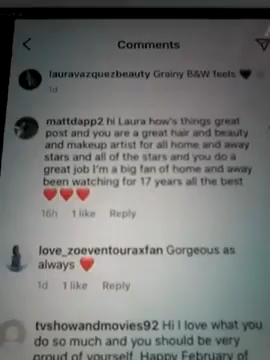 Comments
lauravazquezbeauty Grainy B&W feels 🖤
1d
mattdapp2 hi Laura how's things great
post and you are a great hair and beauty
and makeup artist for all home and away
stars and all of the stars and you do a
great job I'm a big fan of home and away
been watching for 17 years all the best
❤️❤️❤️
16h 1 like Reply
love_zoeventouraxfan Gorgeous as
always ❤️
1d 1 like Reply
tvshowandmovies92 Hi I love what you
do so much and you should be very
proud of yourself. Happy February of